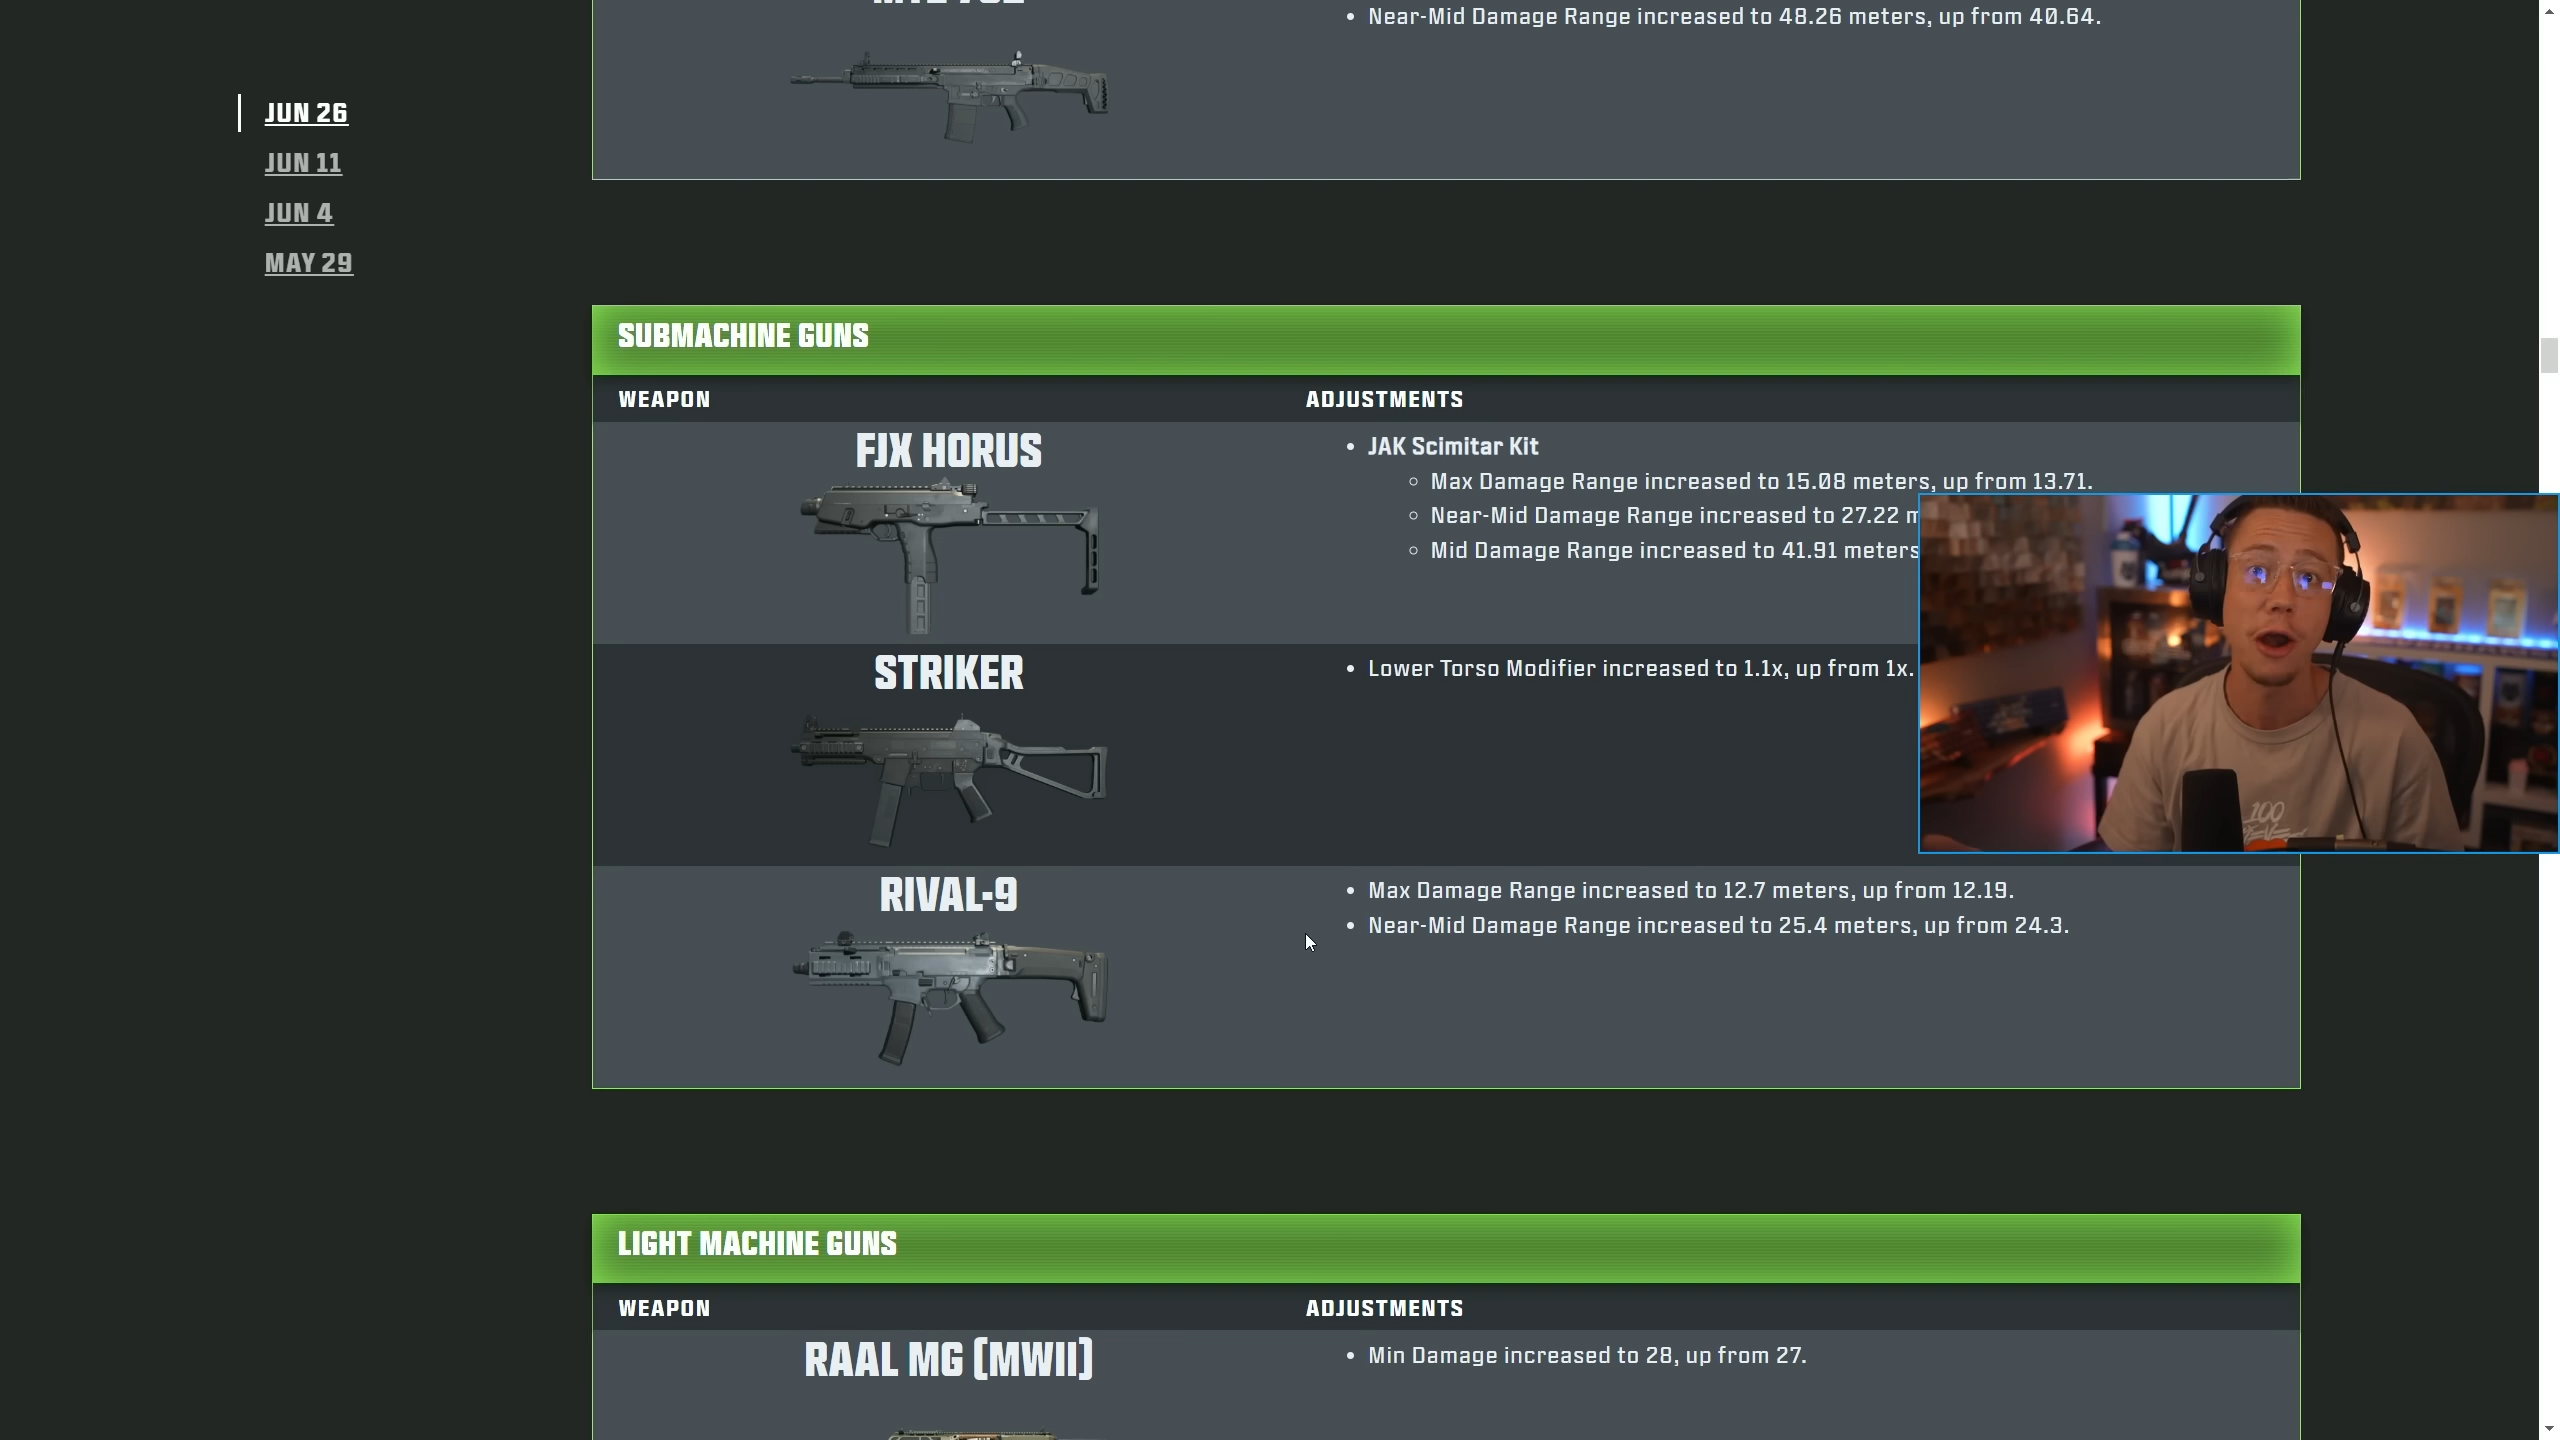 Near-Mid Damage Range increased to 48.26 meters, up from 40.64.
JUN 26
JUN 11
JUN 4
MAY 29
SUBMACHINE GUNS
WEAPON
ADJUSTMENTS
FJX HORUS
JAK Scimitar Kit
Max Damage Range increased to 15.08 meters, up from 13.71.
Near-Mid Damage Range increased to 27.22
Mid Damage Range increased to 41.91 meters
STRIKER
Lower Torso Modifier increased to 1.1x, up from 1x.
100
RIVAL-9
Max Damage Range increased to 12.7 meters, up from 12.19.
Near-Mid Damage Range increased to 25.4 meters, up from 24.3.
LIGHT MACHINE GUNS
WEAPON
ADJUSTMENTS
RAAL MG (MWII)
Min Damage increased to 28, up from 27.